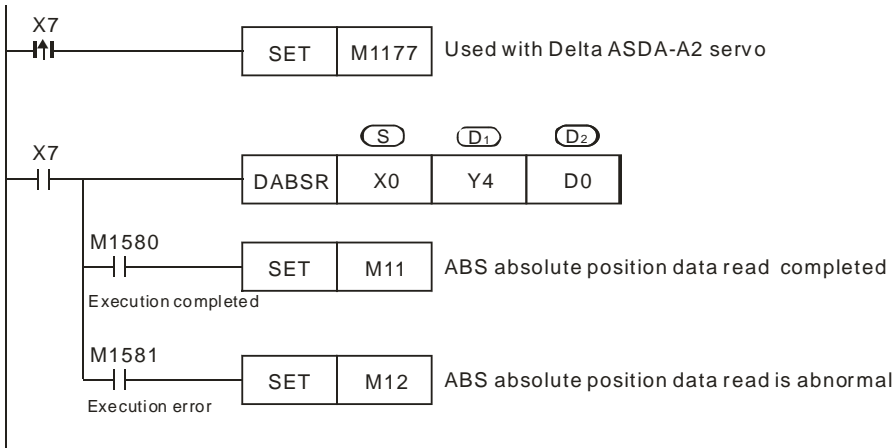 X7
SET M1177 Used with Delta ASDA-A2 servo
S D1 D2
X7
DABSR X0 Y4 D0
M1580
SET M11 ABS absolute position data read completed
Execution completed
M1581
SET M12 ABS absolute position data read is abnormal
Execution error